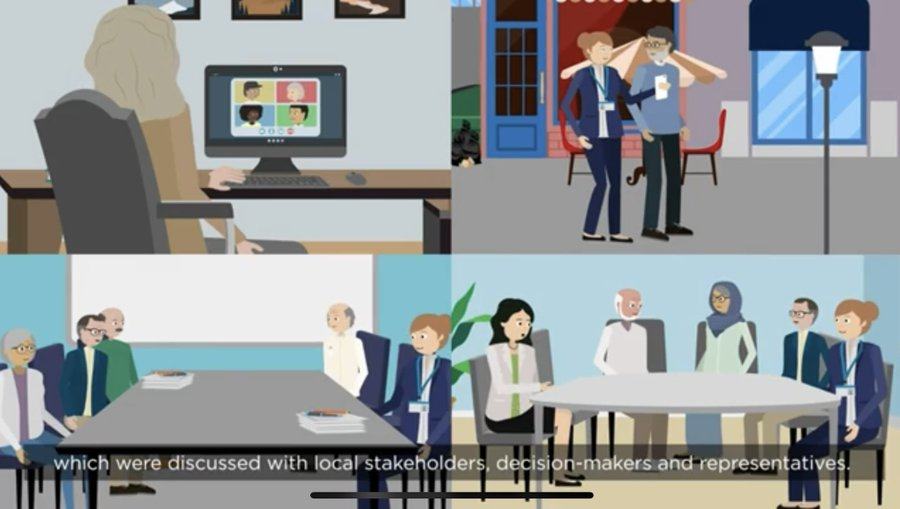 which were discussed with local stakeholders, decision-makers and representatives.